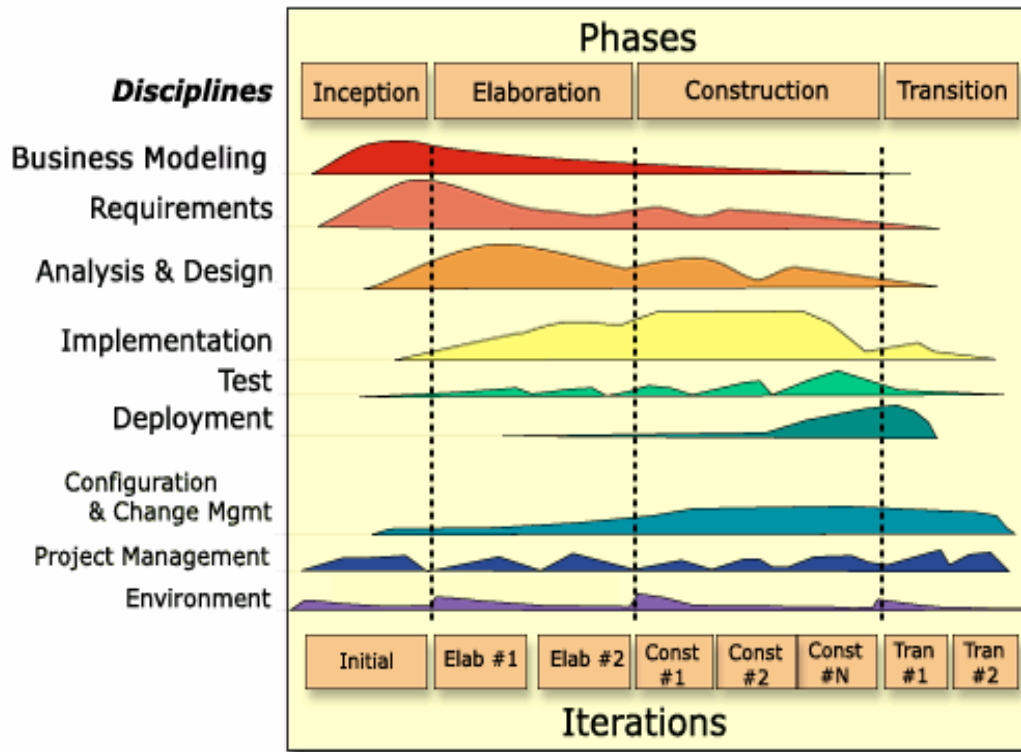 Phases
Disciplines
Inception
Elaboration
Construction
Transition
Business Modeling
Requirements
Analysis & Design
Implementation
Test
Deployment
Configuration
& Change Mgmt
Project Management
Environment
Initial
Elab #1
Elab #2
Const
#1
Const
#2
Const
#N
Tran
#1
Tran
#2
Iterations